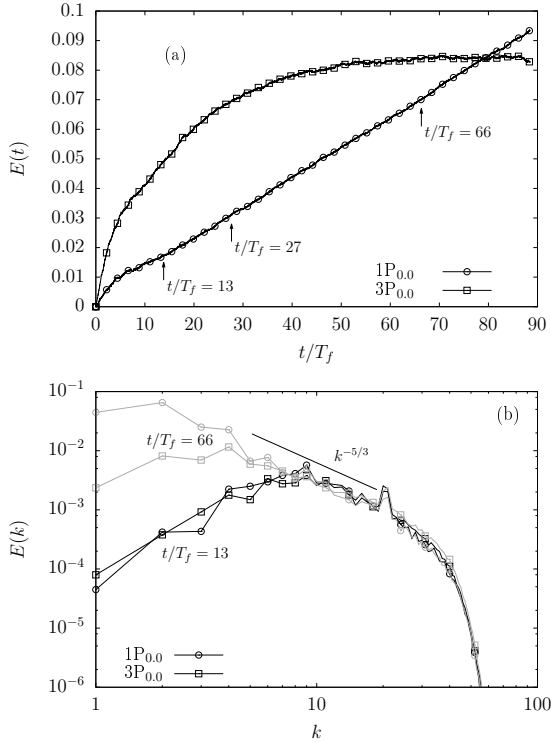 (a)
E(t)
0.1
0.09
0.08
0.07
0.06
0.05
0.04
0.03
0.02
0.01
0
t/T_f = 66
t/T_f = 27
t/T_f = 13
1P_{0.0}
3P_{0.0}
0 10 20 30 40 50 60 70 80 90
t/T_f
(b)
E(k)
10^{-1}
10^{-2}
10^{-3}
10^{-4}
10^{-5}
10^{-6}
k^{-5/3}
t/T_f = 66
t/T_f = 13
1P_{0.0}
3P_{0.0}
1 10 100
k